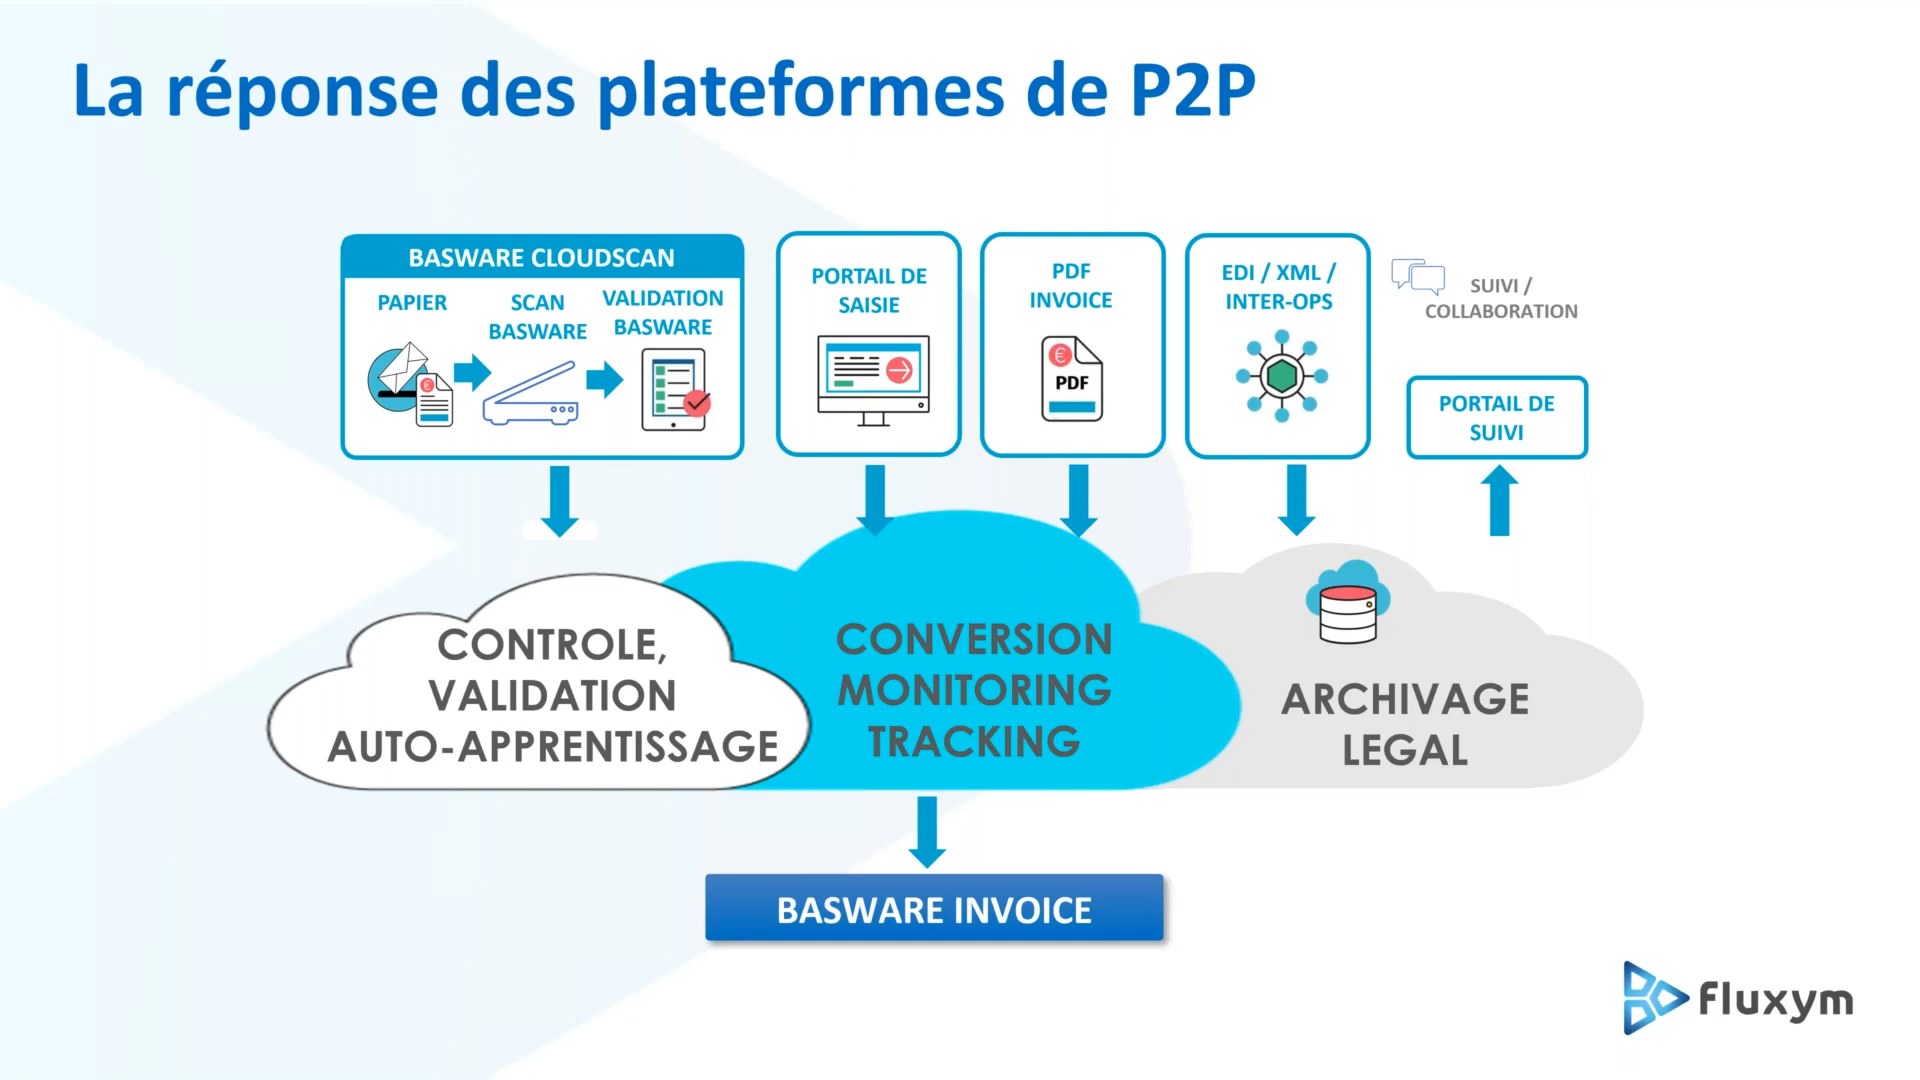 La réponse des plateformes de P2P
BASWARE CLOUDSCAN
PAPIER
SCAN
BASWARE
VALIDATION
BASWARE
PORTAIL DE
SAISIE
PDF
INVOICE
PDF
EDI / XML /
INTER-OPS
SUIVI /
COLLABORATION
PORTAIL DE
SUIVI
CONTROLE,
VALIDATION
AUTO-APPRENTISSAGE
CONVERSION
MONITORING
TRACKING
ARCHIVAGE
LEGAL
BASWARE INVOICE
fluxym